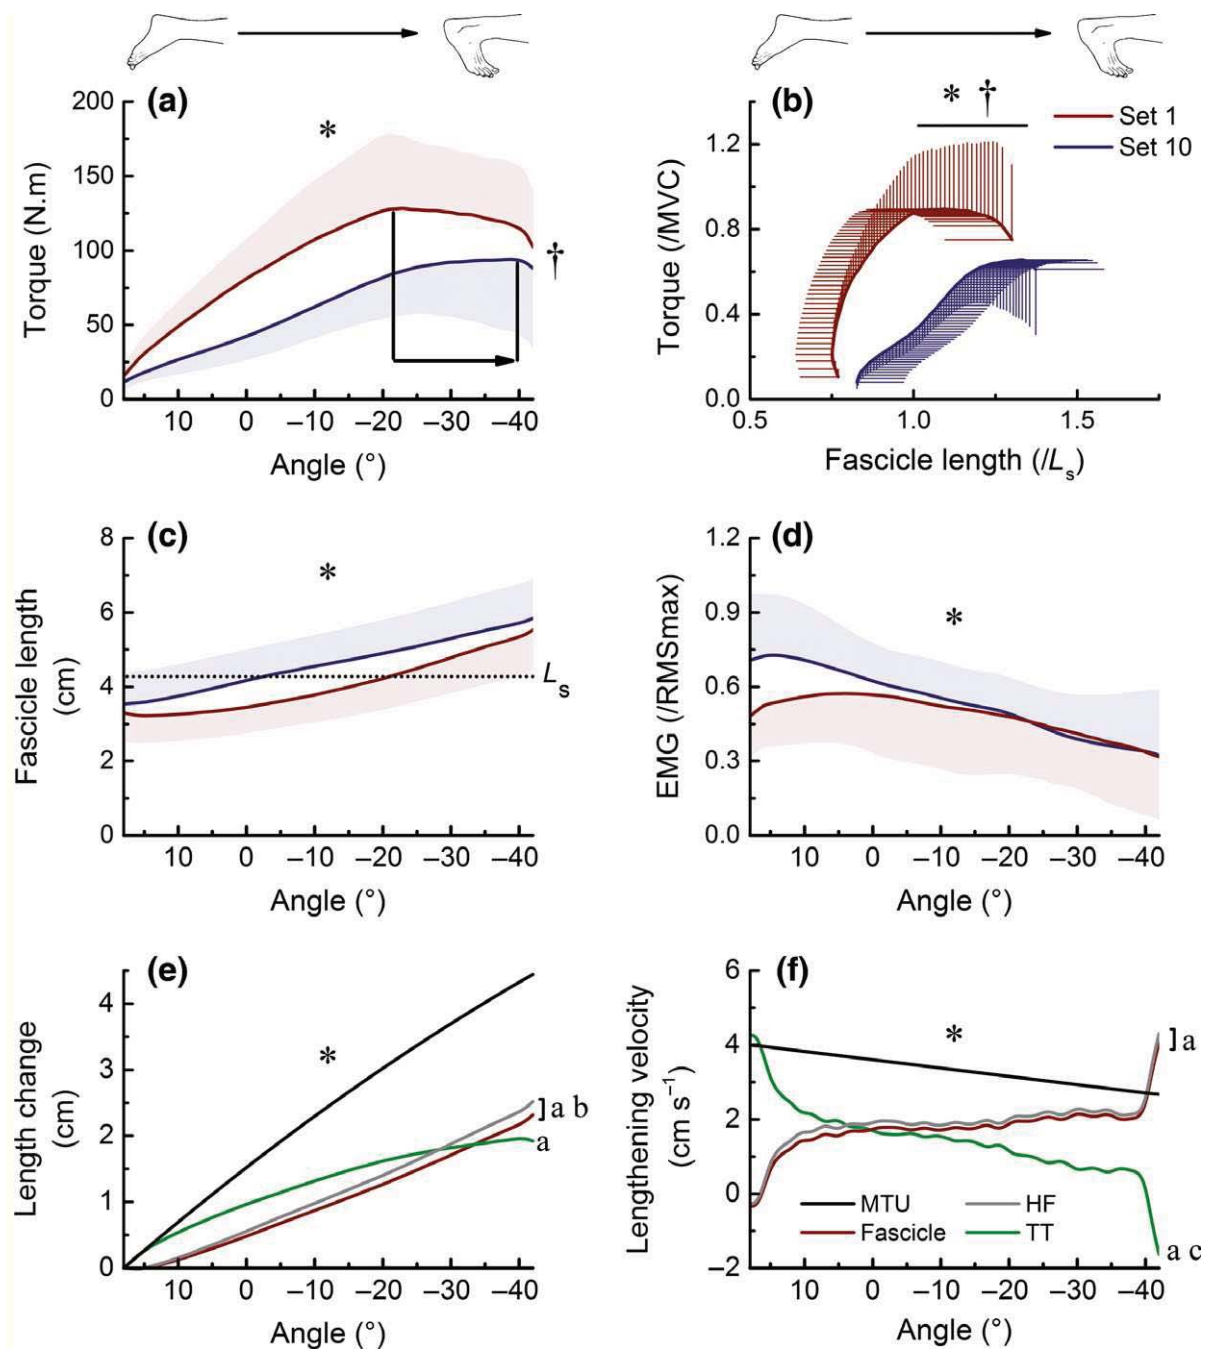 (a)
*
Torque (N.m)
200
150
100
50
0
†
10 0 –10 –20 –30 –40
Angle (°)
(b)
* †
Set 1
Set 10
Torque (/MVC)
1.2
0.8
0.4
0.0
0.5 1.0 1.5
Fascicle length (/Ls)
(c)
*
Fascicle length
(cm)
8
6
4
2
0
Ls
10 0 –10 –20 –30 –40
Angle (°)
(d)
*
EMG (/RMSmax)
1.2
0.9
0.6
0.3
0.0
10 0 –10 –20 –30 –40
Angle (°)
(e)
*
Length change
(cm)
4
3
2
1
0
a b
a
10 0 –10 –20 –30 –40
Angle (°)
(f)
*
Lengthening velocity
(cm s−1)
6
4
2
0
–2
a
MTU HF
Fascicle TT
a c
10 0 –10 –20 –30 –40
Angle (°)